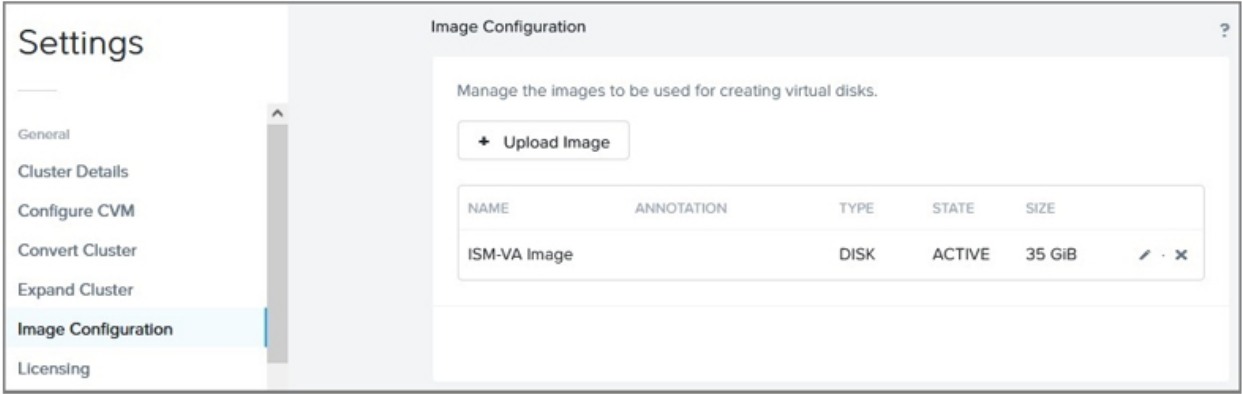 Settings
General
Cluster Details
Configure CVM
Convert Cluster
Expand Cluster
Image Configuration
Licensing
Image Configuration
?
Manage the images to be used for creating virtual disks.
+ Upload Image
NAME ANNOTATION TYPE STATE SIZE
ISM-VA Image DISK ACTIVE 35 GiB